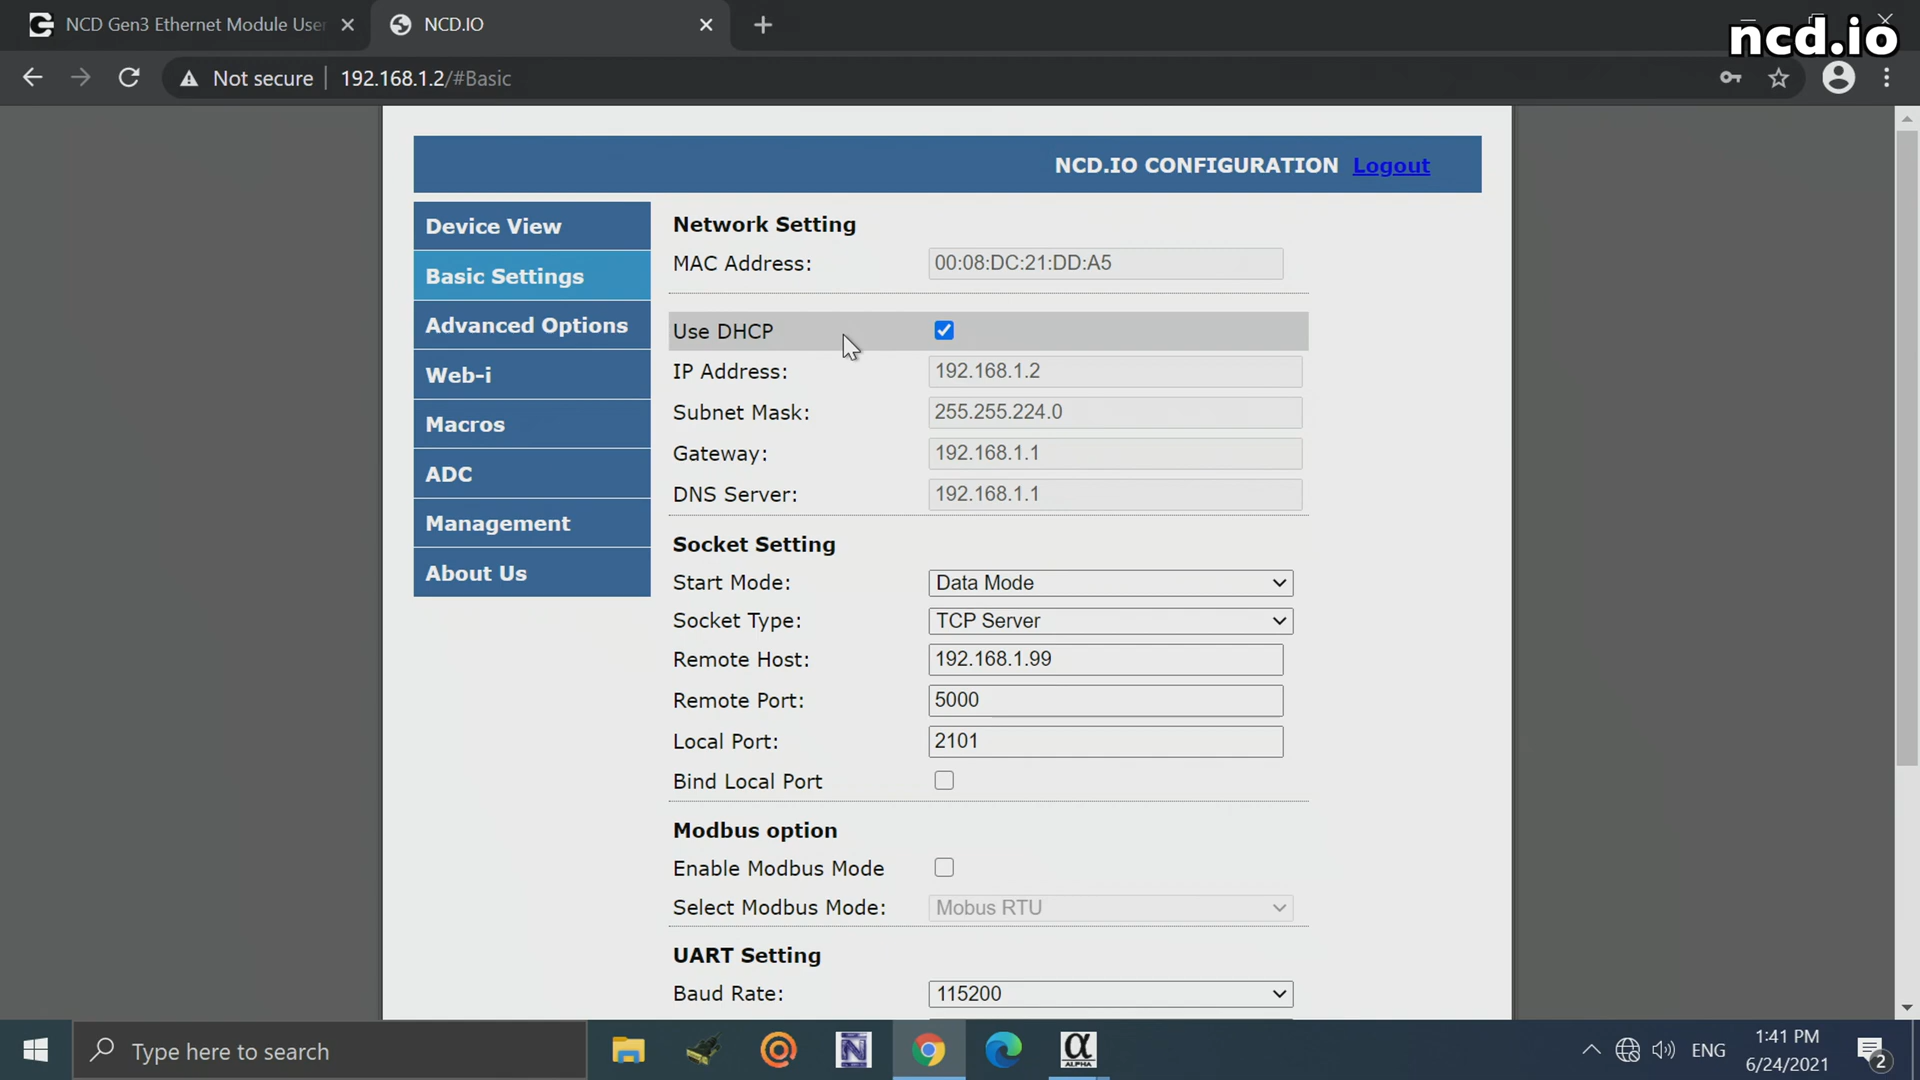 NCD Gen3 Ethernet Module User
NCD.IO
ncd.io
Not secure
192.168.1.2/#Basic
NCD.IO CONFIGURATION Logout
Device View
Basic Settings
Advanced Options
Web-i
Macros
ADC
Management
About Us
Network Setting
MAC Address: 00:08:DC:21:DD:A5
Use DHCP
IP Address: 192.168.1.2
Subnet Mask: 255.255.224.0
Gateway: 192.168.1.1
DNS Server: 192.168.1.1
Socket Setting
Start Mode: Data Mode
Socket Type: TCP Server
Remote Host: 192.168.1.99
Remote Port: 5000
Local Port: 2101
Bind Local Port
Modbus option
Enable Modbus Mode
Select Modbus Mode: Mobus RTU
UART Setting
Baud Rate: 115200
Type here to search
N
α
ALPHA
ENG
1:41 PM
6/24/2021
2